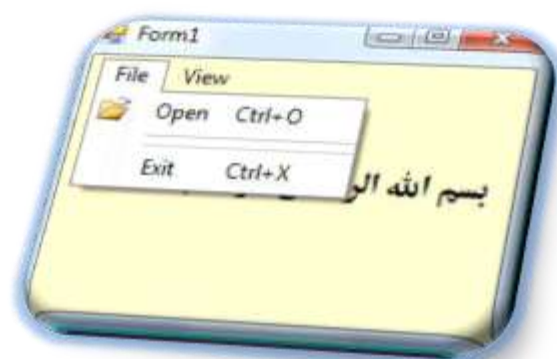 Form1
File View
Open Ctrl+O
Exit Ctrl+X
بسم الله